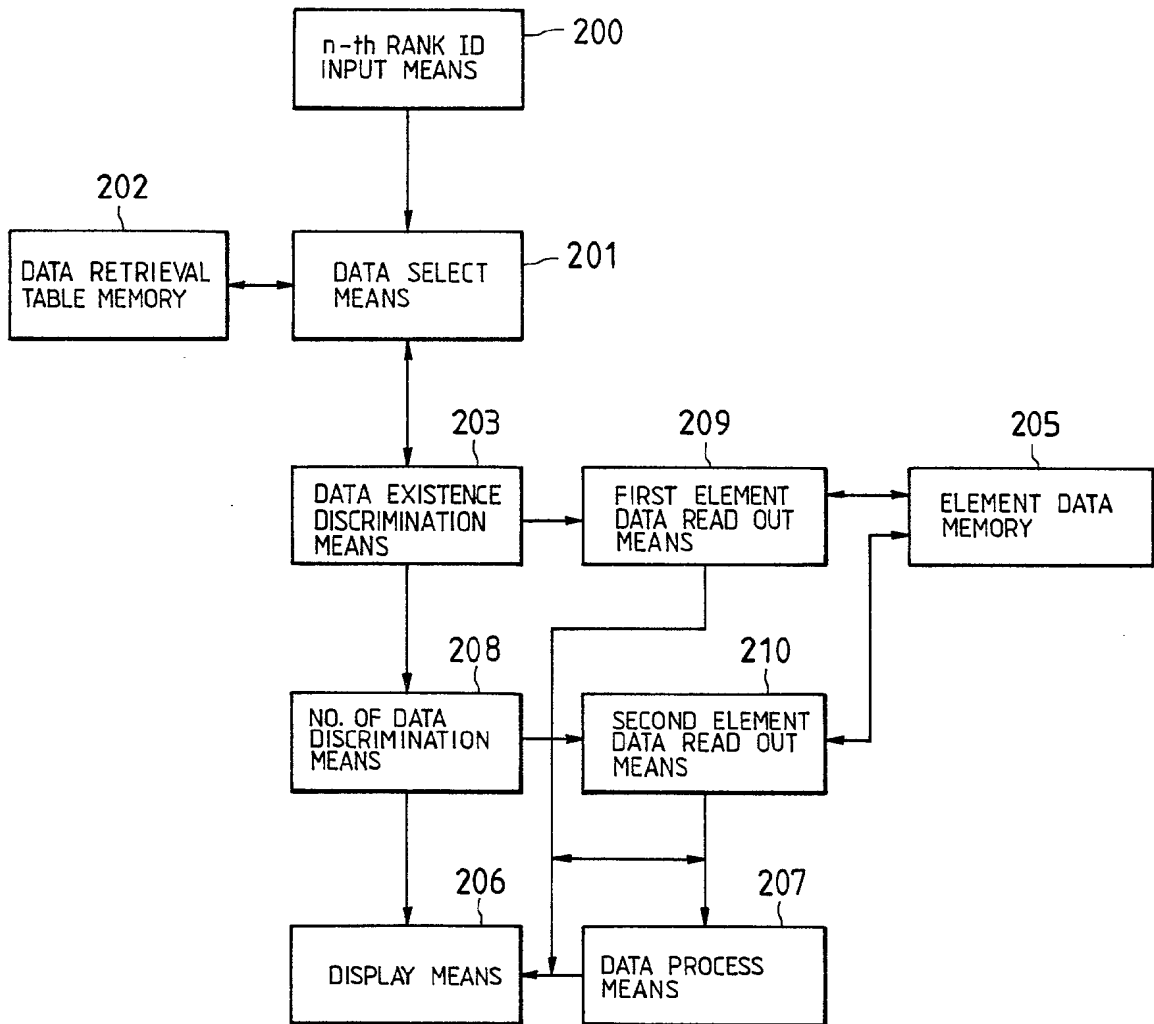 n-th RANK ID
INPUT MEANS
200
202
DATA RETRIEVAL
TABLE MEMORY
DATA SELECT
MEANS
201
203
DATA EXISTENCE
DISCRIMINATION
MEANS
209
FIRST ELEMENT
DATA READ OUT
MEANS
205
ELEMENT DATA
MEMORY
208
NO. OF DATA
DISCRIMINATION
MEANS
210
SECOND ELEMENT
DATA READ OUT
MEANS
206
DISPLAY MEANS
207
DATA PROCESS
MEANS